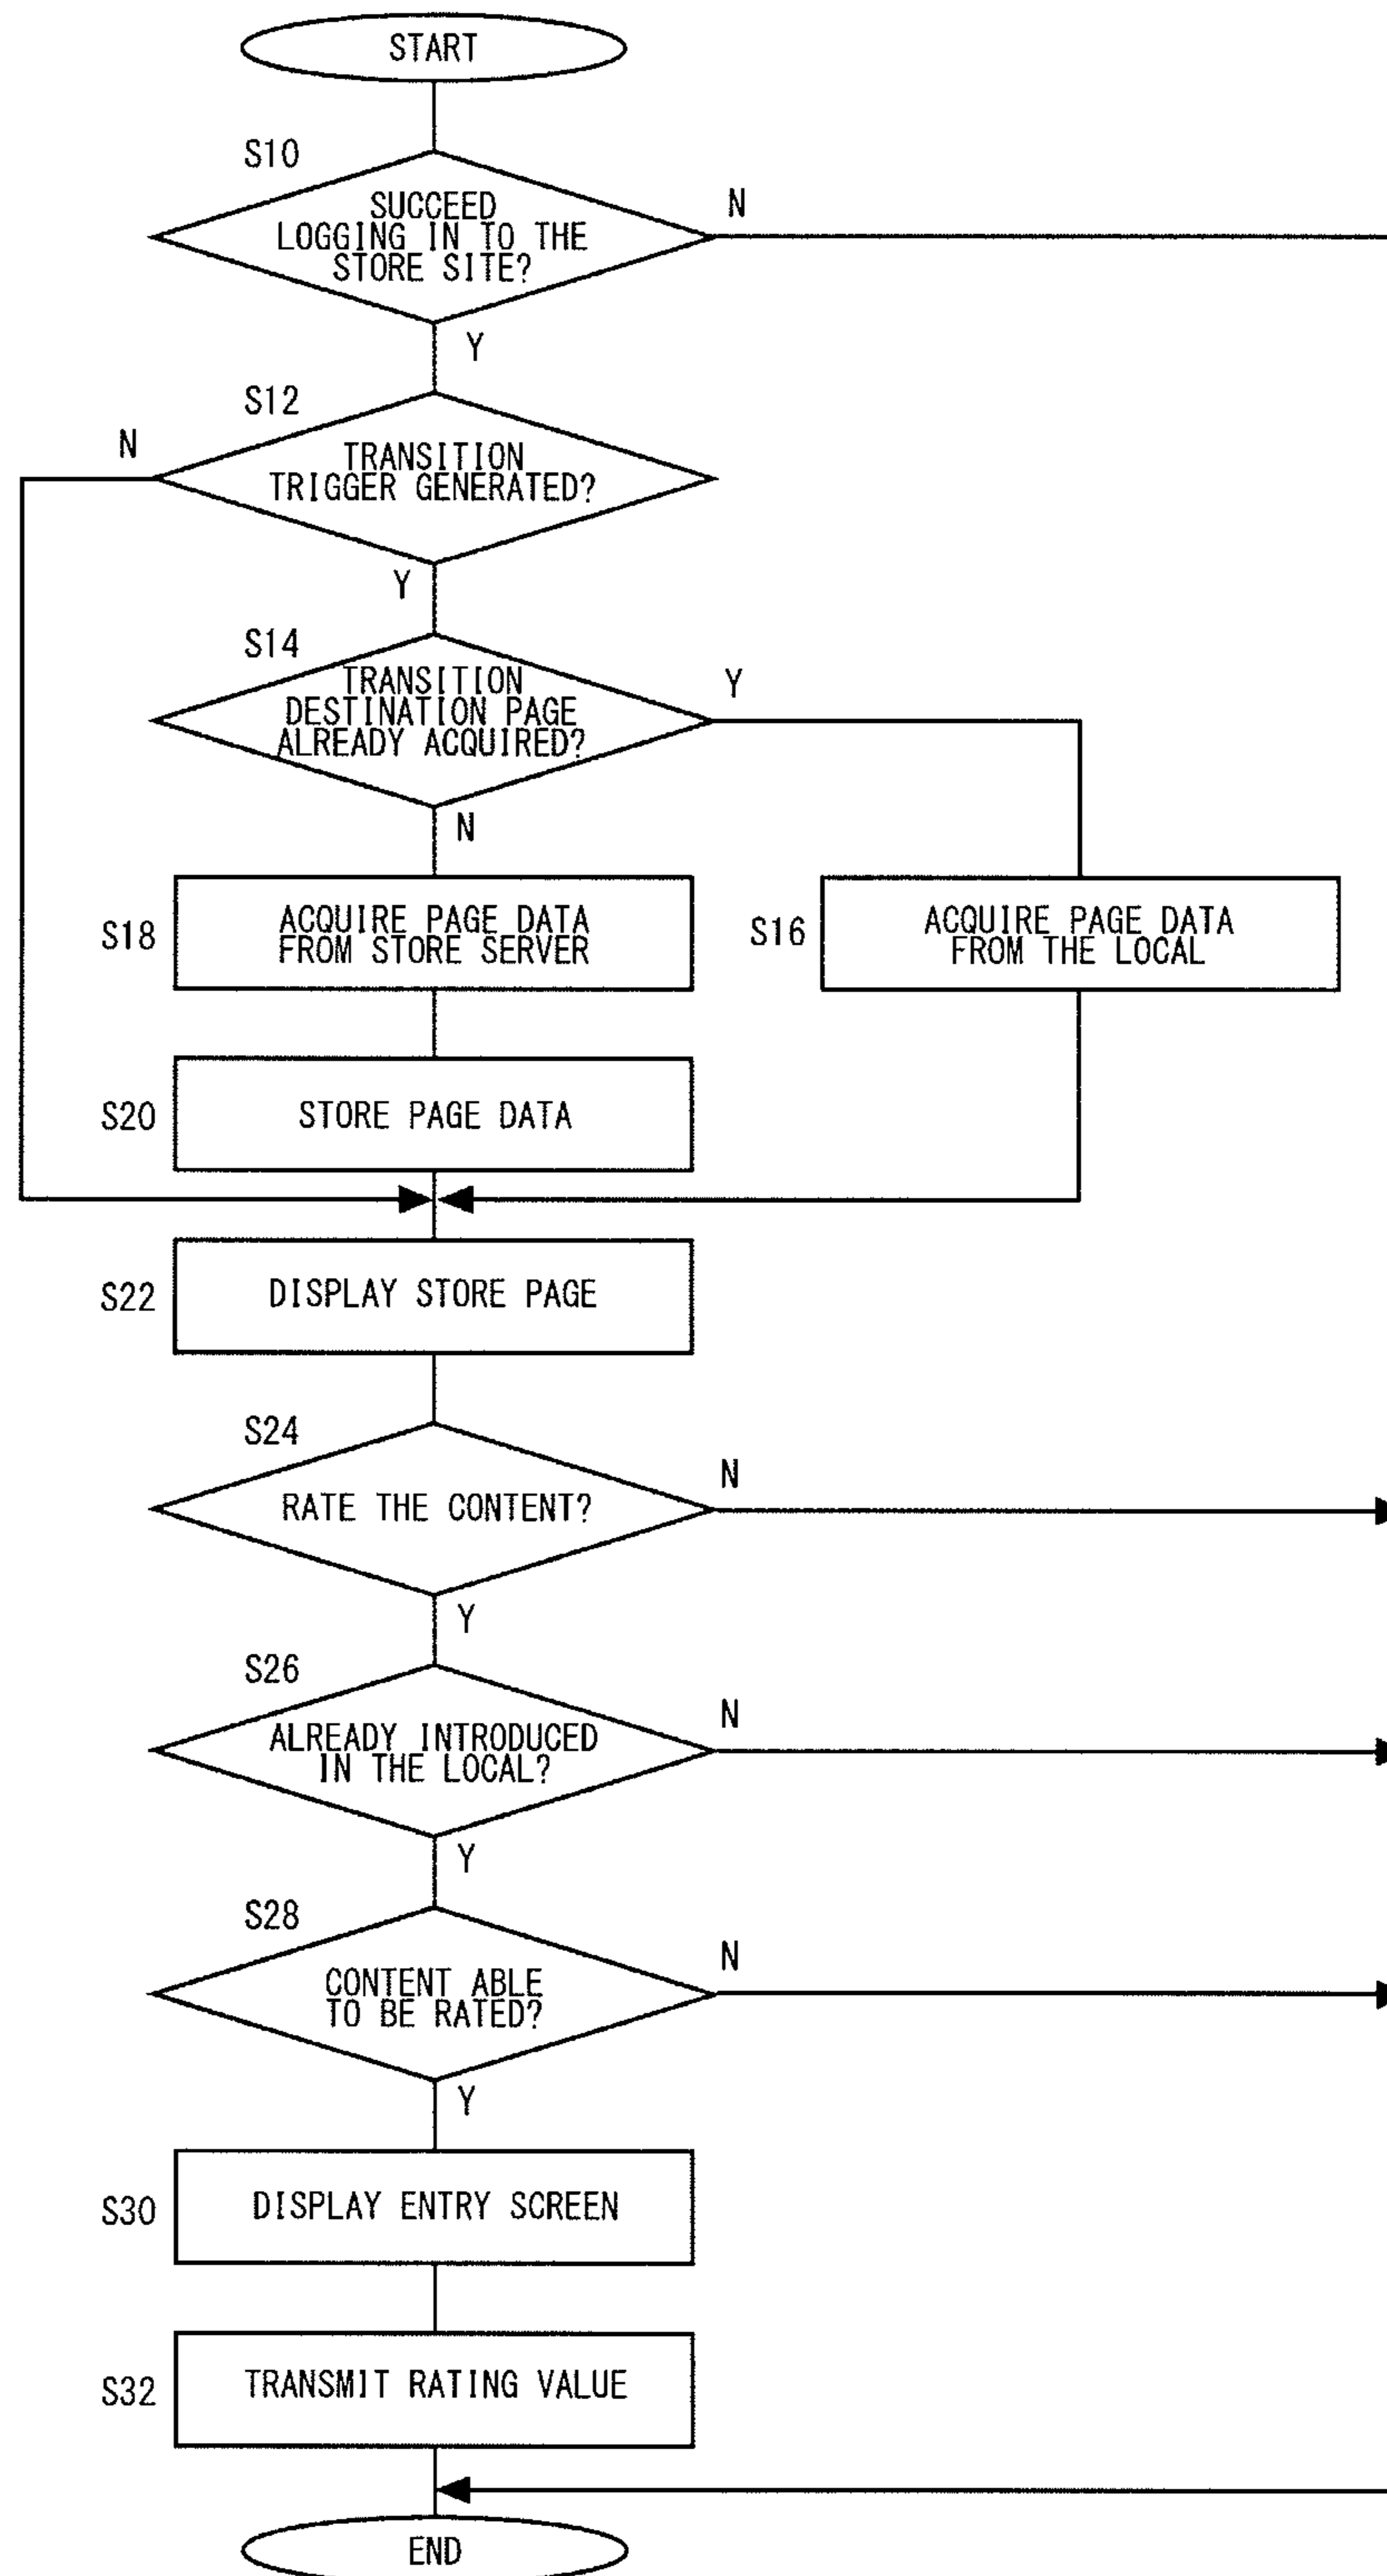 START
S10
SUCCEED
LOGGING IN TO THE
STORE SITE?
N
Y
S12
N
TRANSITION
TRIGGER GENERATED?
Y
S14
TRANSITION
DESTINATION PAGE
ALREADY ACQUIRED?
Y
N
S18
ACQUIRE PAGE DATA
FROM STORE SERVER
S16
ACQUIRE PAGE DATA
FROM THE LOCAL
S20
STORE PAGE DATA
S22
DISPLAY STORE PAGE
S24
RATE THE CONTENT?
N
Y
S26
ALREADY INTRODUCED
IN THE LOCAL?
N
Y
S28
CONTENT ABLE
TO BE RATED?
N
Y
S30
DISPLAY ENTRY SCREEN
S32
TRANSMIT RATING VALUE
END